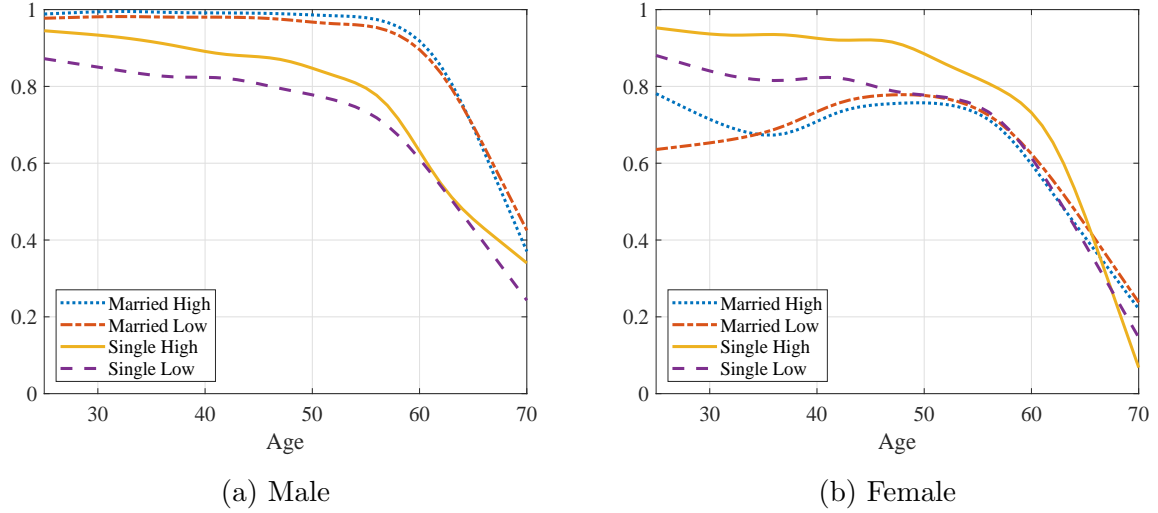 1
0.8
0.6
0.4
0.2
0
30
40
50
60
70
Age
Married High
Married Low
Single High
Single Low
(a) Male
1
0.8
0.6
0.4
0.2
0
30
40
50
60
70
Age
Married High
Married Low
Single High
Single Low
(b) Female